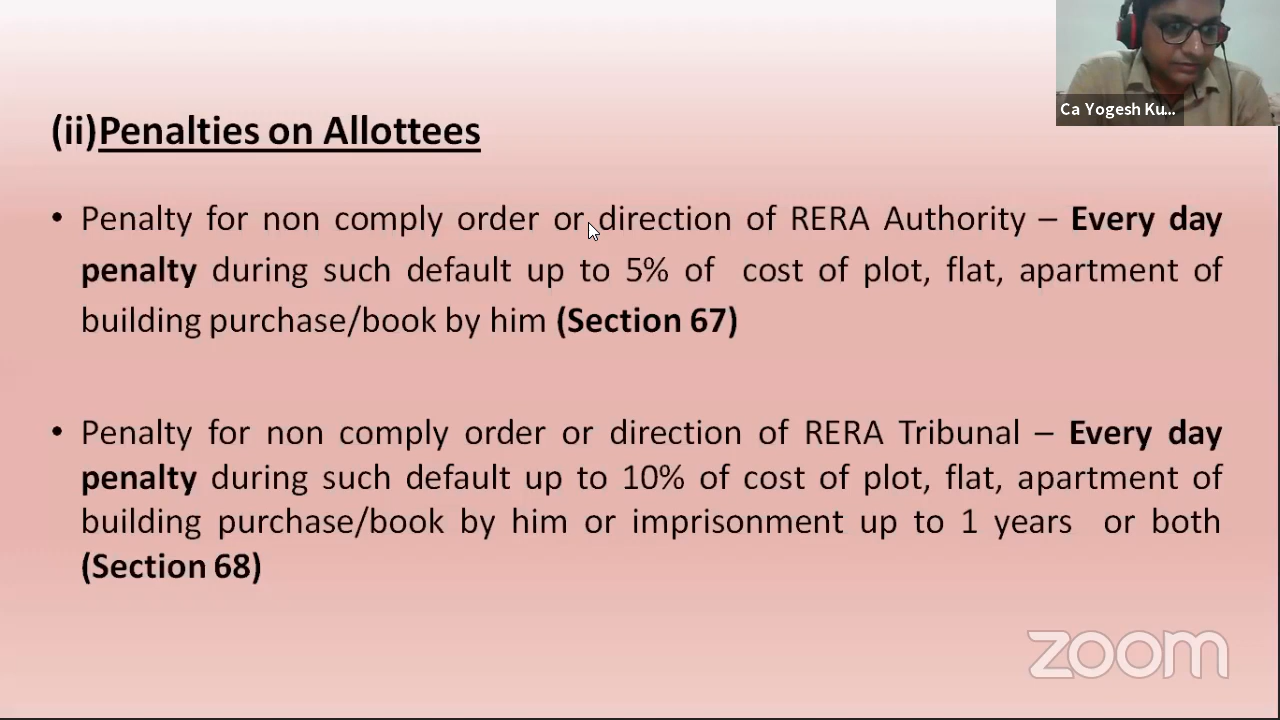 Ca Yogesh Ku...
(ii)Penalties on Allottees
• Penalty for non comply order or direction of RERA Authority – Every day
penalty during such default up to 5% of cost of plot, flat, apartment of
building purchase/book by him (Section 67)
• Penalty for non comply order or direction of RERA Tribunal – Every day
penalty during such default up to 10% of cost of plot, flat, apartment of
building purchase/book by him or imprisonment up to 1 years or both
(Section 68)
zoom